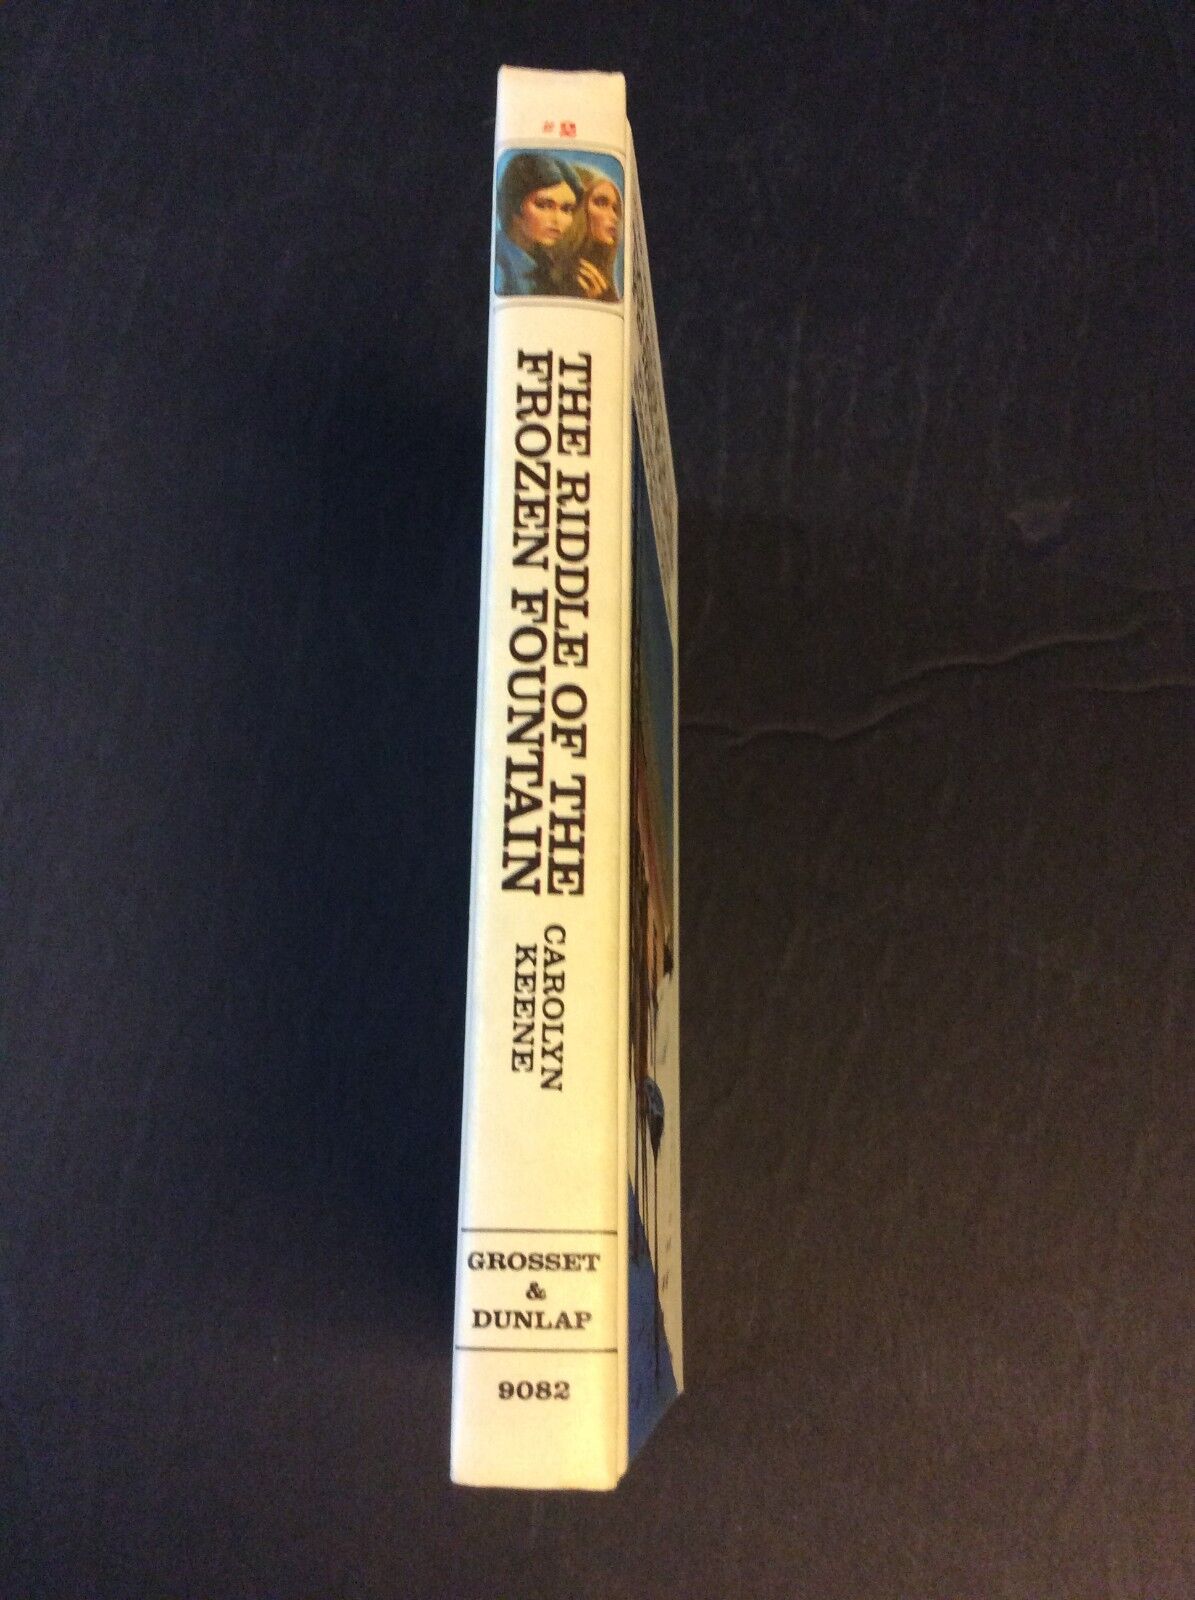 THE RIDDLE OF THE
FROZEN FOUNTAIN
CAROLYN
KEENE
GROSSET
&
DUNLAP
9082